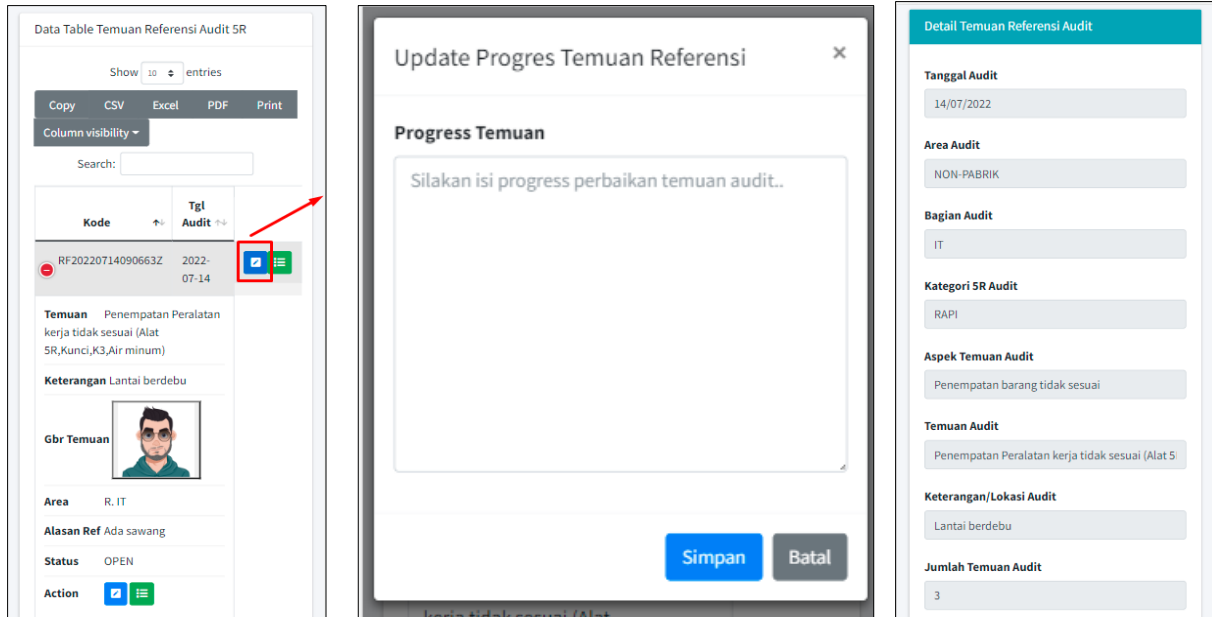 Data Table Temuan Referensi Audit 5R
Show 10 entries
Copy CSV Excel PDF Print
Column visibility
Search:
Kode Tgl Audit
RF20220714090663Z 2022-
07-14
Temuan Penempatan Peralatan
kerja tidak sesuai (Alat
5R,Kunci,K3,Air minum)
Keterangan Lantai berdebu
Gbr Temuan
Area R. IT
Alasan Ref Ada sawang
Status OPEN
Action
Update Progres Temuan Referensi ×
Progress Temuan
Silakan isi progress perbaikan temuan audit..
Simpan Batal
kerja tidak sesuai (Alat
Detail Temuan Referensi Audit
Tanggal Audit
14/07/2022
Area Audit
NON-PABRIK
Bagian Audit
IT
Kategori 5R Audit
RAPI
Aspek Temuan Audit
Penempatan barang tidak sesuai
Temuan Audit
Penempatan Peralatan kerja tidak sesuai (Alat 5
Keterangan/Lokasi Audit
Lantai berdebu
Jumlah Temuan Audit
3